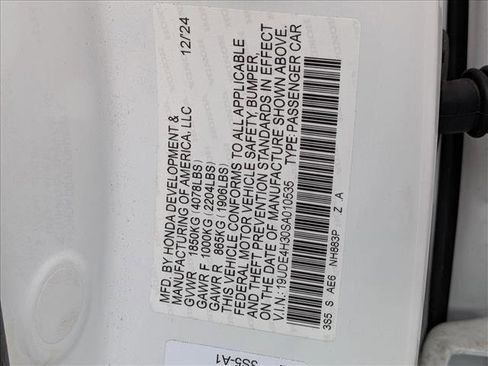 MFD. BY HONDA DEVELOPMENT &
MANUFACTURING OF AMERICA, LLC 12/24
GVWR 1850KG (4078LBS)
GAWR F 1000KG (2204LBS)
GAWR R 865KG (1906LBS)
THIS VEHICLE CONFORMS TO ALL APPLICABLE
FEDERAL MOTOR VEHICLE SAFETY, BUMPER,
AND THEFT PREVENTION STANDARDS IN EFFECT
ON THE DATE OF MANUFACTURE SHOWN ABOVE.
V.I.N.: 19UDE4H30SA010535 TYPE: PASSENGER CAR
3S5 S AE6 NH883P Z A
3S5-A1